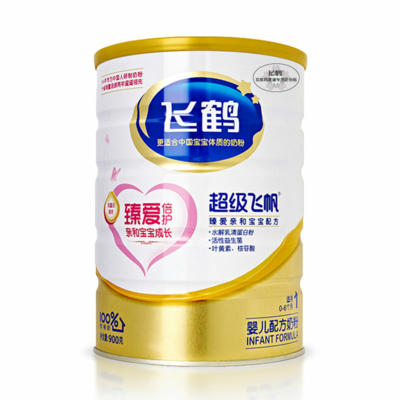 飞鹤
飞鹤
更适合中国宝宝体质的奶粉
臻爱倍护
亲和宝宝成长
超级飞帆
臻爱亲和宝宝配方
·水解乳清蛋白粉
·活性益生菌
·叶黄素、核苷酸
1
100%
婴儿配方奶粉
INFANT FORMULA
900克